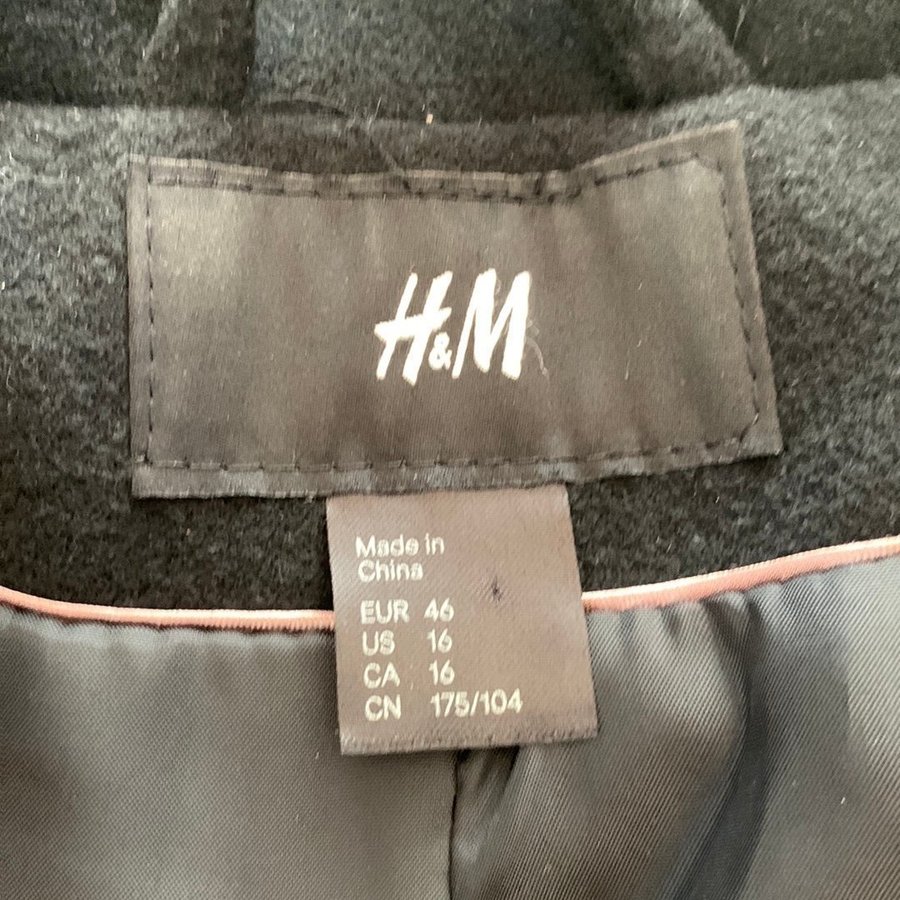 H&M
Made in
China
EUR 46
US 16
CA 16
CN 175/104